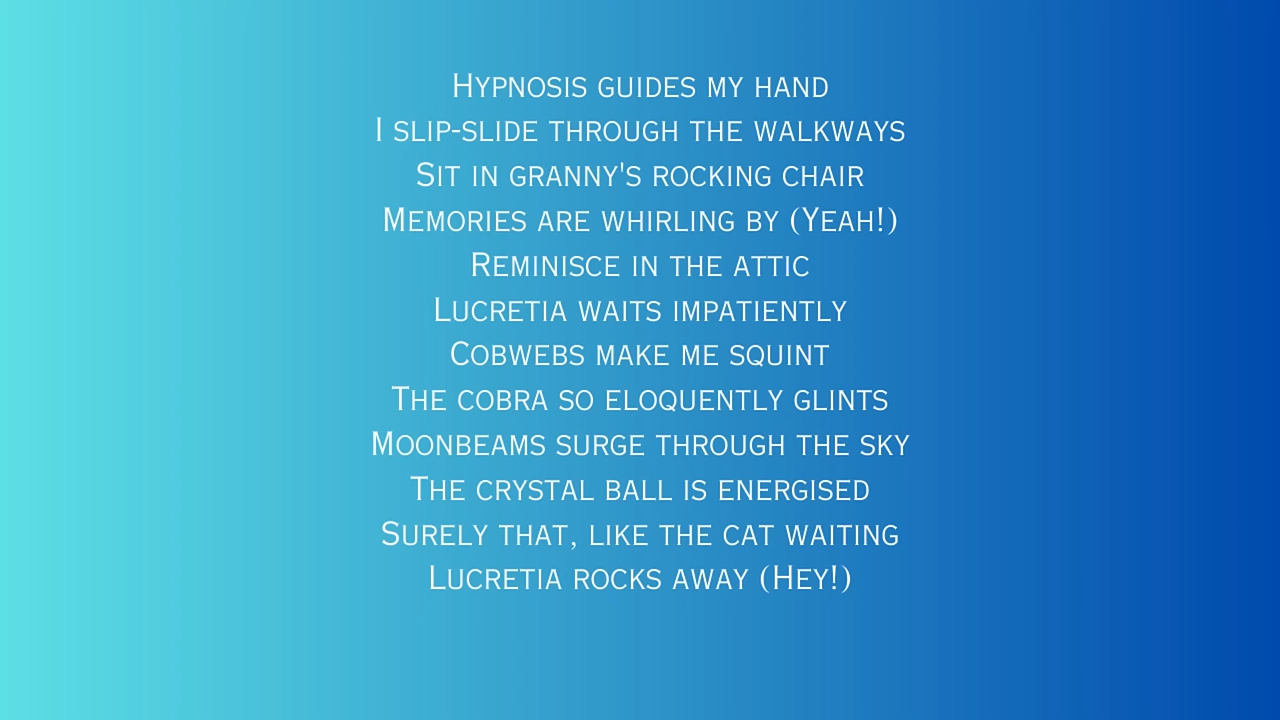 Hypnosis guides my hand
I slip-slide through the walkways
Sit in granny's rocking chair
Memories are whirling by (Yeah!)
Reminisce in the attic
Lucretia waits impatiently
Cobwebs make me squint
The cobra so eloquently glints
Moonbeams surge through the sky
The crystal ball is energised
Surely that, like the cat waiting
Lucretia rocks away (Hey!)